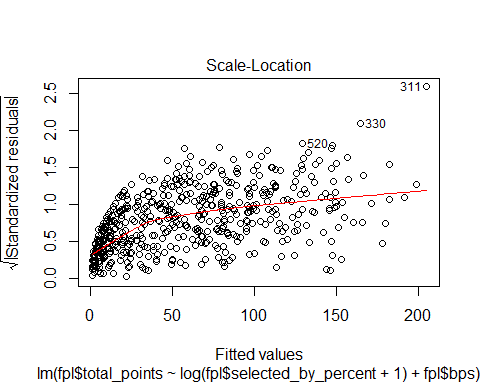 Scale-Location
√|Standardized residuals|
2.5
2.0
1.5
1.0
0.5
0.0
311
330
520
0 50 100 150 200
Fitted values
lm(fpl$total_points ~ log(fpl$selected_by_percent + 1) + fpl$bps)